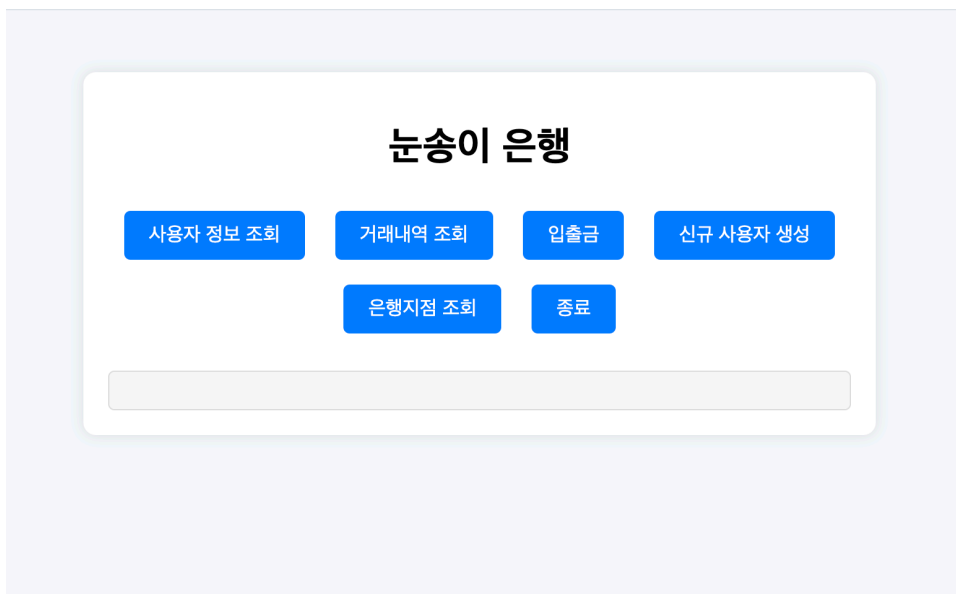 눈송이 은행
사용자 정보 조회 거래내역 조회 입출금 신규 사용자 생성
은행지점 조회 종료